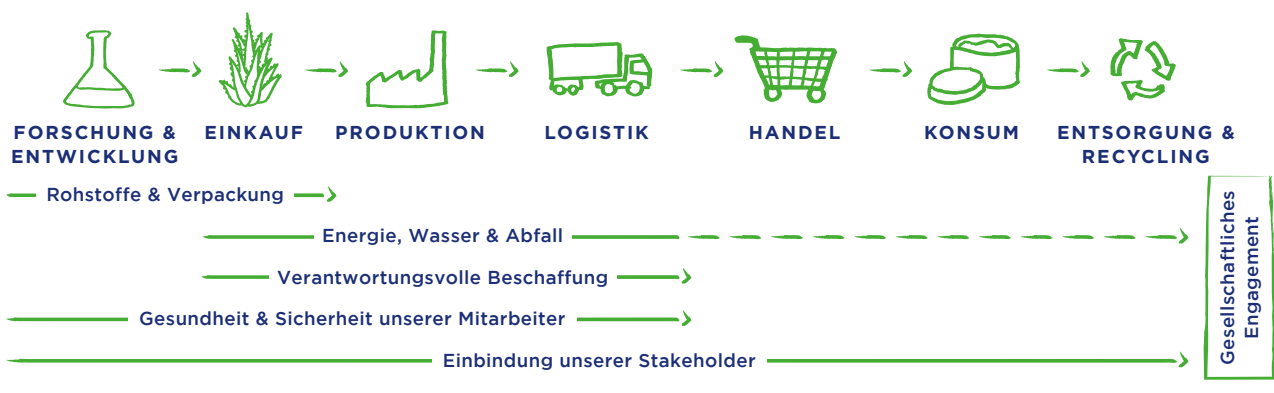 FORSCHUNG &
ENTWICKLUNG
EINKAUF
PRODUKTION
LOGISTIK
HANDEL
KONSUM
ENTSORGUNG &
RECYCLING
Rohstoffe & Verpackung
Energie, Wasser & Abfall
Verantwortungsvolle Beschaffung
Gesundheit & Sicherheit unserer Mitarbeiter
Einbindung unserer Stakeholder
Gesellschaftliches
Engagement